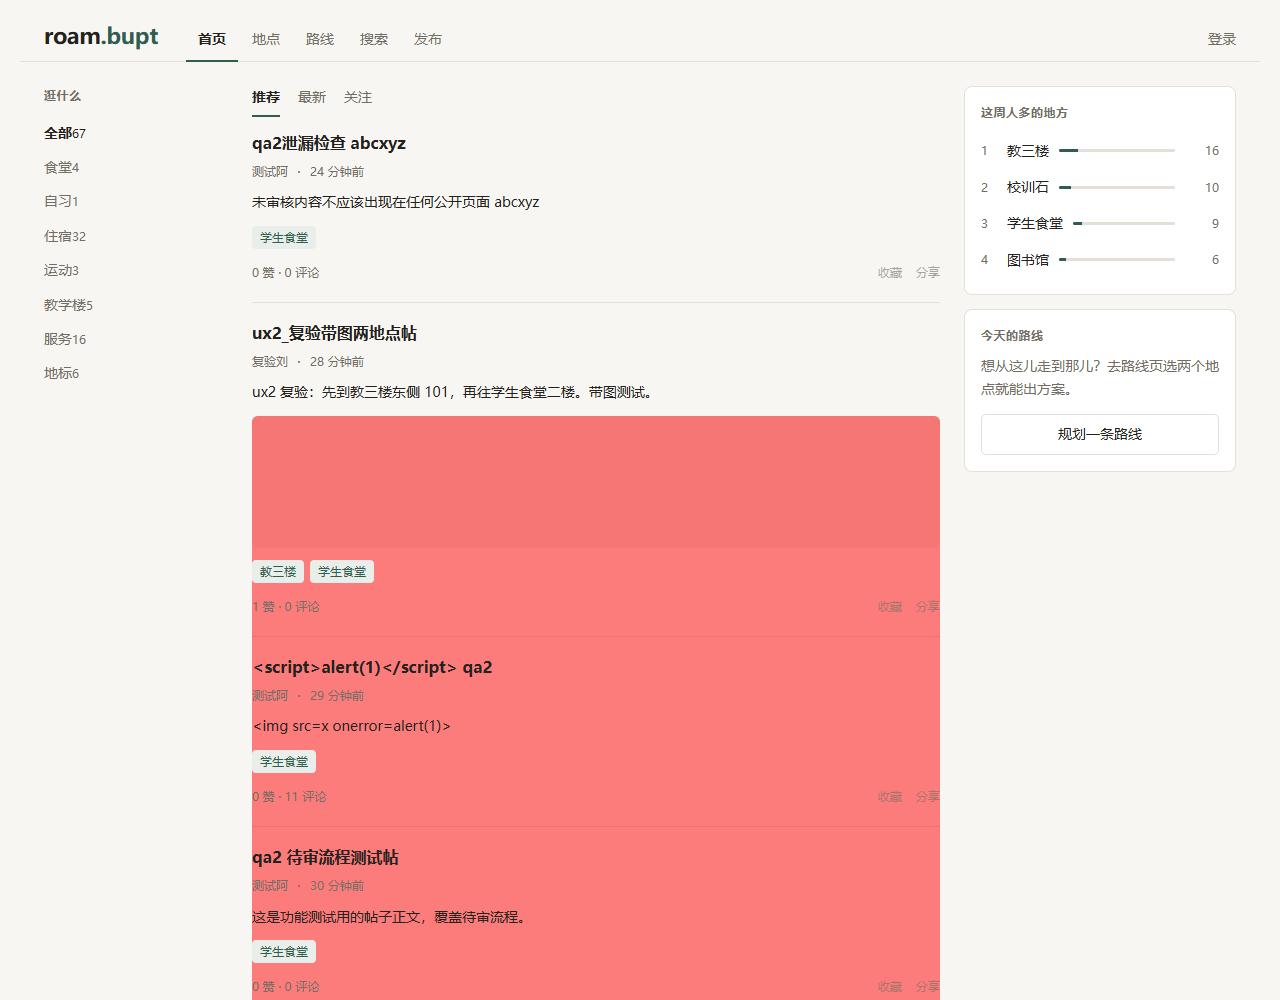 roam.bupt 首页 地点 路线 搜索 发布 登录
逛什么
全部67
食堂4
自习1
住宿32
运动3
教学楼5
服务16
地标6
推荐 最新 关注
qa2泄漏检查 abcxyz
测试阿 · 24 分钟前
未审核内容不应该出现在任何公开页面 abcxyz
学生食堂
0 赞 · 0 评论 收藏 分享
ux2_复验带图两地点帖
复验刘 · 28 分钟前
ux2 复验：先到教三楼东侧 101，再往学生食堂二楼。带图测试。
教三楼 学生食堂
1 赞 · 0 评论 收藏 分享
<script>alert(1)</script> qa2
测试阿 · 29 分钟前
<img src=x onerror=alert(1)>
学生食堂
0 赞 · 11 评论 收藏 分享
qa2 待审流程测试帖
测试阿 · 30 分钟前
这是功能测试用的帖子正文，覆盖待审流程。
学生食堂
0 赞 · 0 评论 收藏 分享
这周人多的地方
1 教三楼 16
2 校训石 10
3 学生食堂 9
4 图书馆 6
今天的路线
想从这儿走到那儿？去路线页选两个地
点就能出方案。
规划一条路线